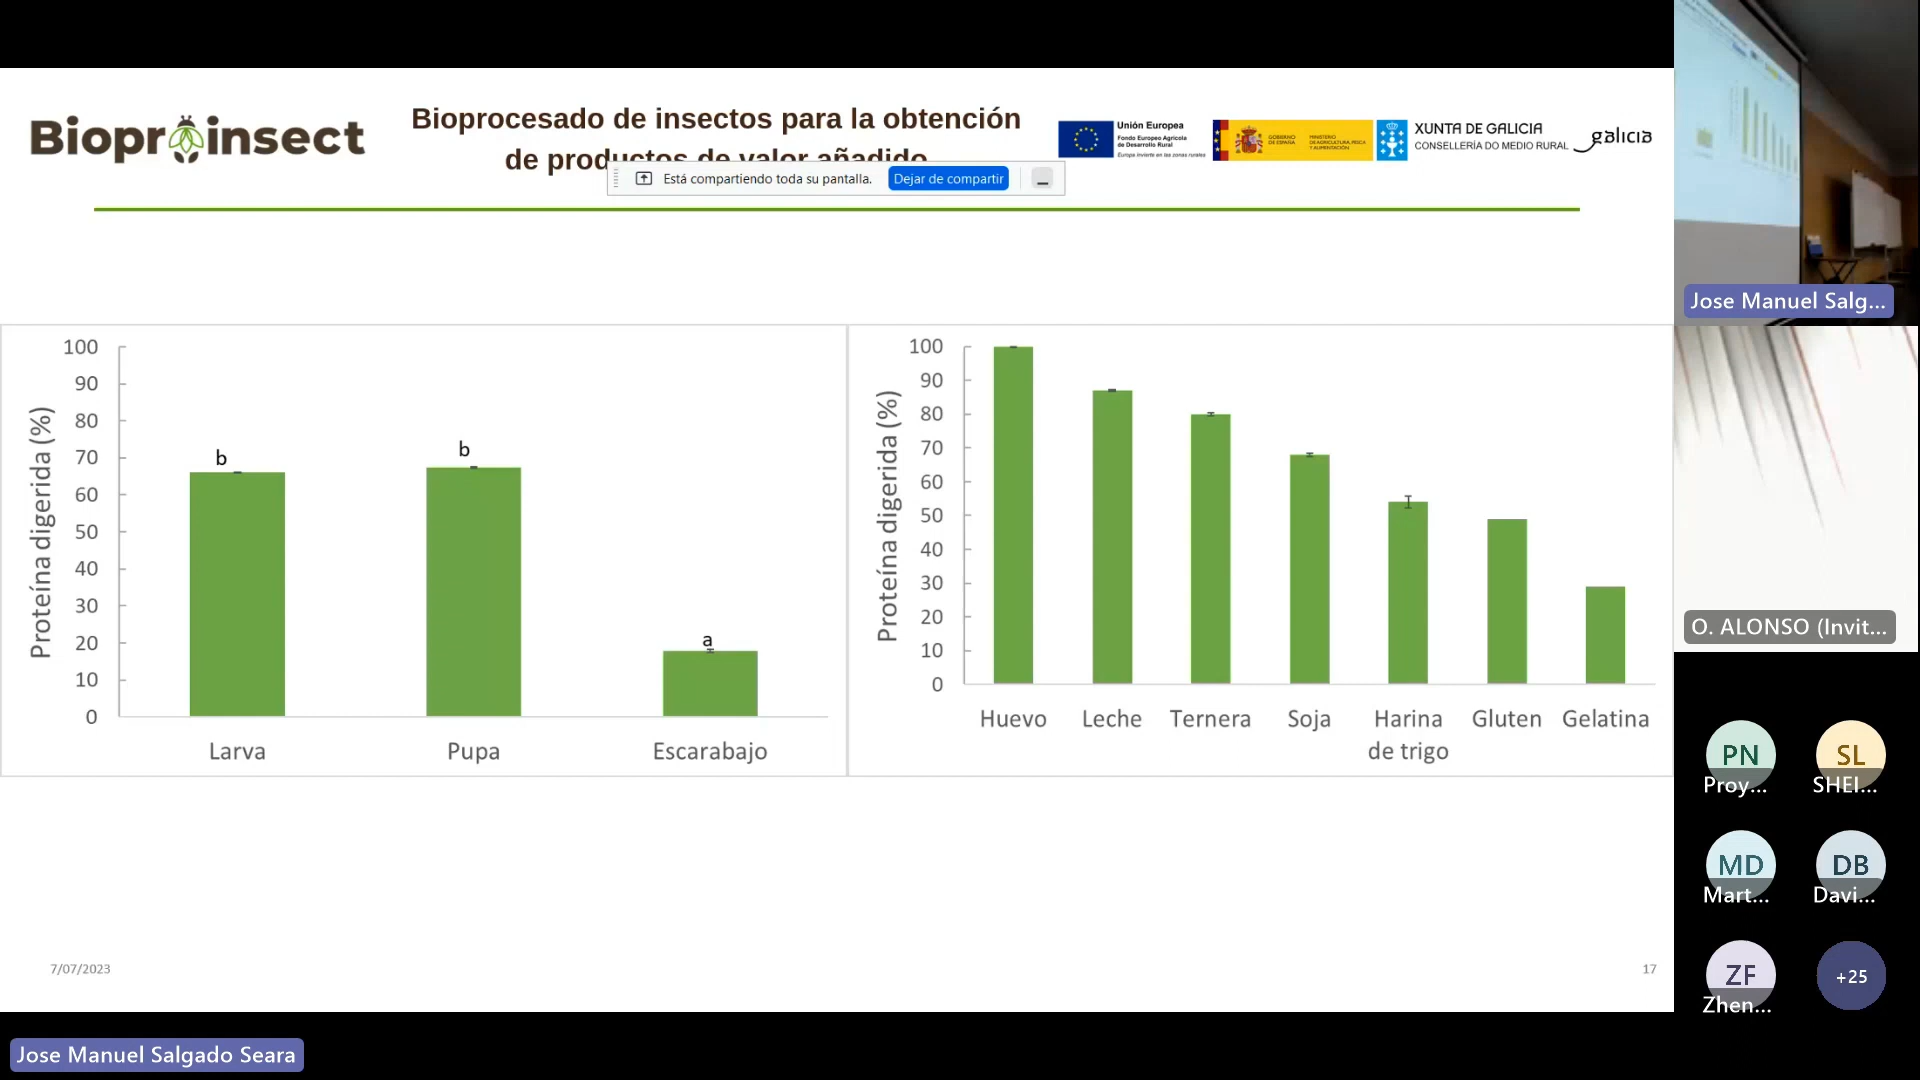 Bioproinsect
Bioprocesado de insectos para la obtención
de productos de valor añadido
Unión Europea
Fondo Europeo Agrícola
de Desarrollo Rural
Europa invierte en las zonas rurales
GOBIERNO
DE ESPAÑA
MINISTERIO
DE AGRICULTURA, PESCA
Y ALIMENTACIÓN
XUNTA DE GALICIA
CONSELLERÍA DO MEDIO RURAL
galicia
Está compartiendo toda su pantalla.
Dejar de compartir
Proteína digerida (%)
100
90
80
70
60
50
40
30
20
10
0
b
b
a
Larva
Pupa
Escarabajo
Proteína digerida (%)
100
90
80
70
60
50
40
30
20
10
0
Huevo
Leche
Ternera
Soja
Harina
de trigo
Gluten
Gelatina
7/07/2023
17
Jose Manuel Salg...
O. ALONSO (Invit...
PN
Proy...
SL
SHEI...
MD
Mart...
DB
Davi...
ZF
Zhen...
+25
Jose Manuel Salgado Seara